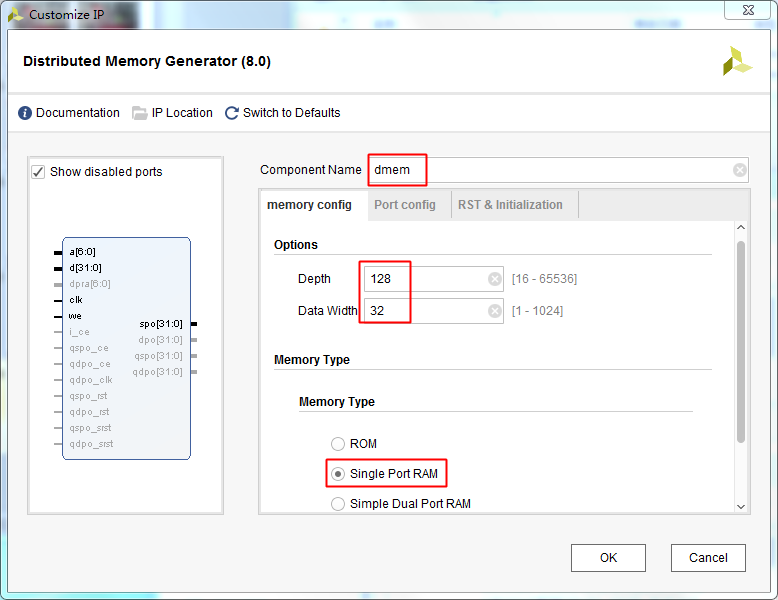 Customize IP
Distributed Memory Generator (8.0)
Documentation IP Location Switch to Defaults
Show disabled ports
a[6:0]
d[31:0]
dpra[6:0]
clk
we
i_ce
qspo_ce
qdpo_ce
qdpo_clk
qspo_rst
qdpo_rst
qspo_srst
qdpo_srst
spo[31:0]
dpo[31:0]
qspo[31:0]
qdpo[31:0]
Component Name dmem
memory config Port config RST & Initialization
Options
Depth 128 [16 - 65536]
Data Width 32 [1 - 1024]
Memory Type
Memory Type
ROM
Single Port RAM
Simple Dual Port RAM
OK Cancel